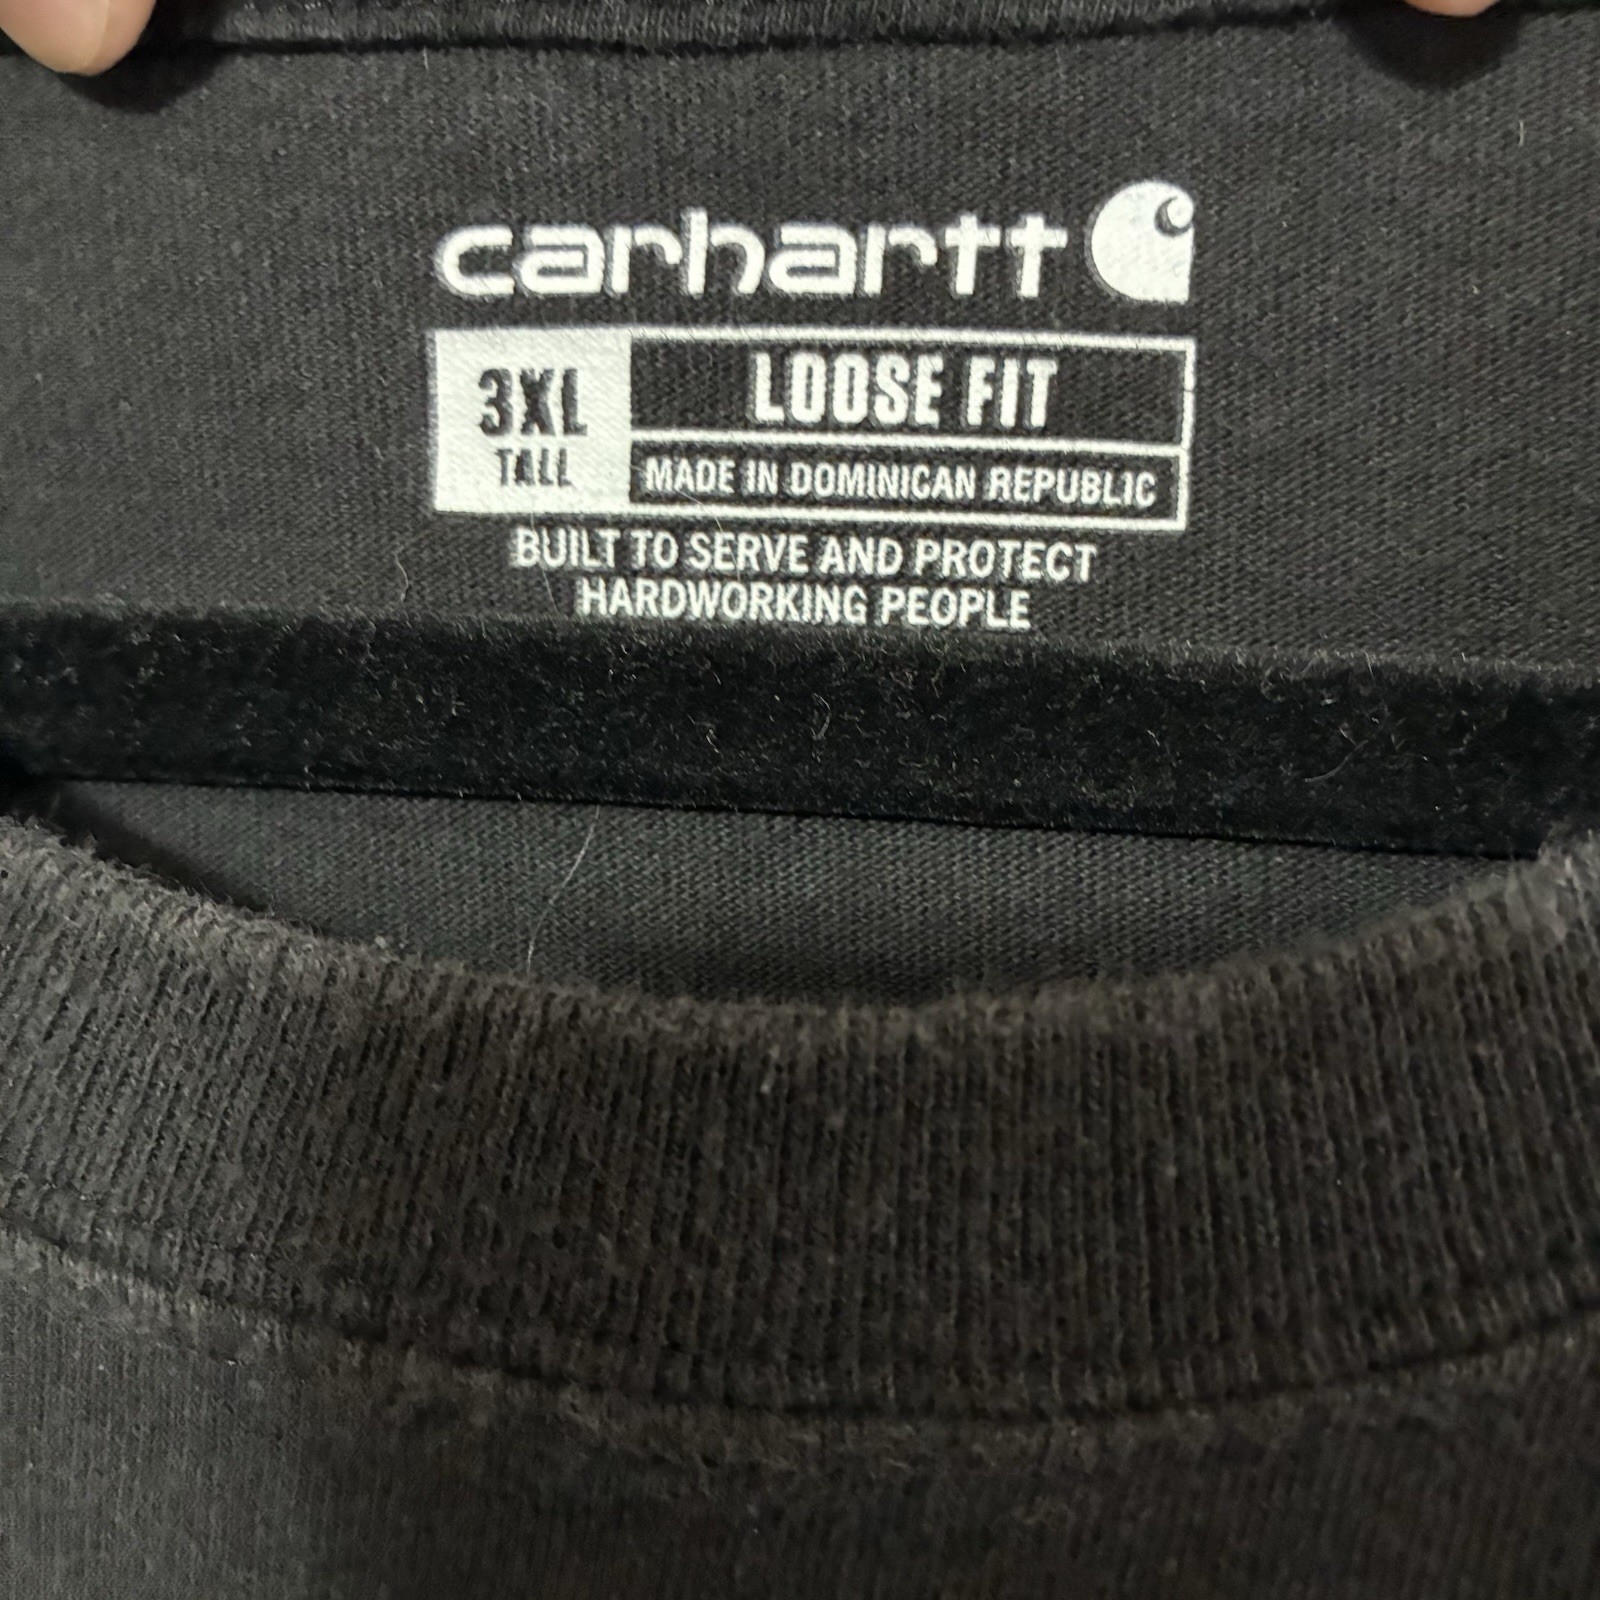 carhartt
3XL
TALL
LOOSE FIT
MADE IN DOMINICAN REPUBLIC
BUILT TO SERVE AND PROTECT
HARDWORKING PEOPLE